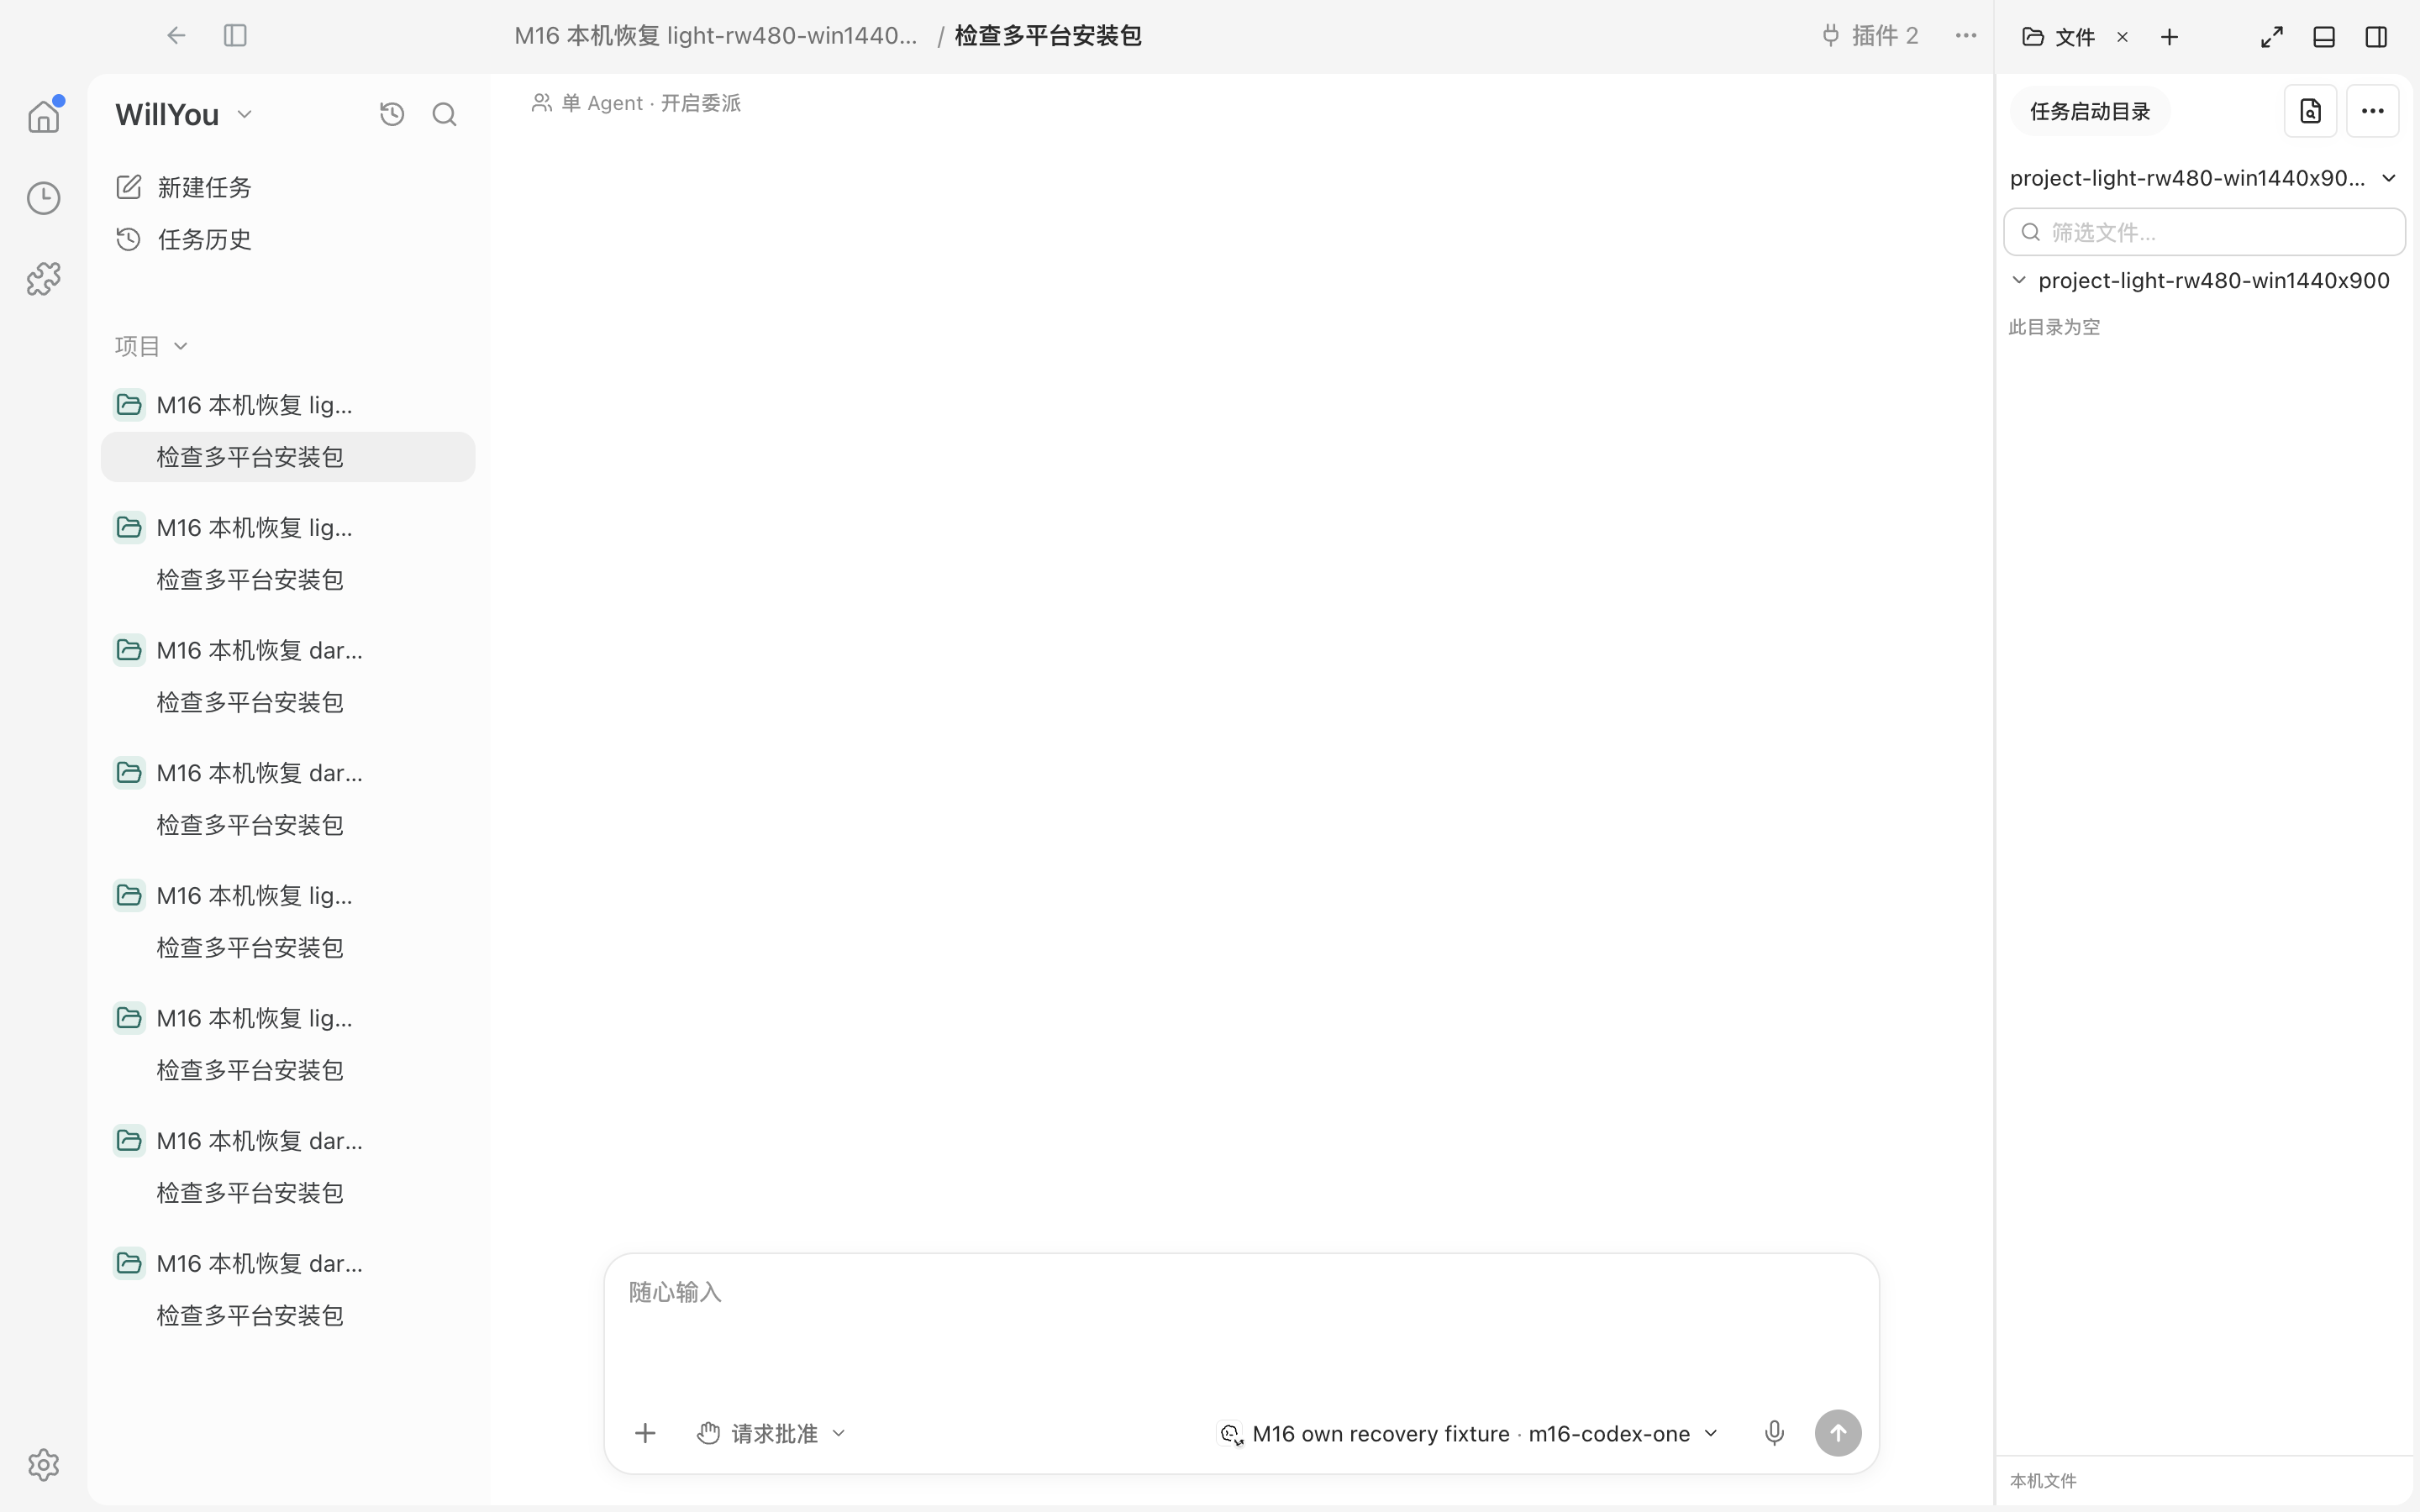 M16 本机恢复 light-rw480-win1440... / 检查多平台安装包
插件 2
文件
WillYou
新建任务
任务历史
项目
M16 本机恢复 lig...
检查多平台安装包
M16 本机恢复 lig...
检查多平台安装包
M16 本机恢复 dar...
检查多平台安装包
M16 本机恢复 dar...
检查多平台安装包
M16 本机恢复 lig...
检查多平台安装包
M16 本机恢复 lig...
检查多平台安装包
M16 本机恢复 dar...
检查多平台安装包
M16 本机恢复 dar...
检查多平台安装包
单 Agent · 开启委派
随心输入
请求批准
M16 own recovery fixture · m16-codex-one
任务启动目录
project-light-rw480-win1440x90...
筛选文件...
project-light-rw480-win1440x900
此目录为空
本机文件